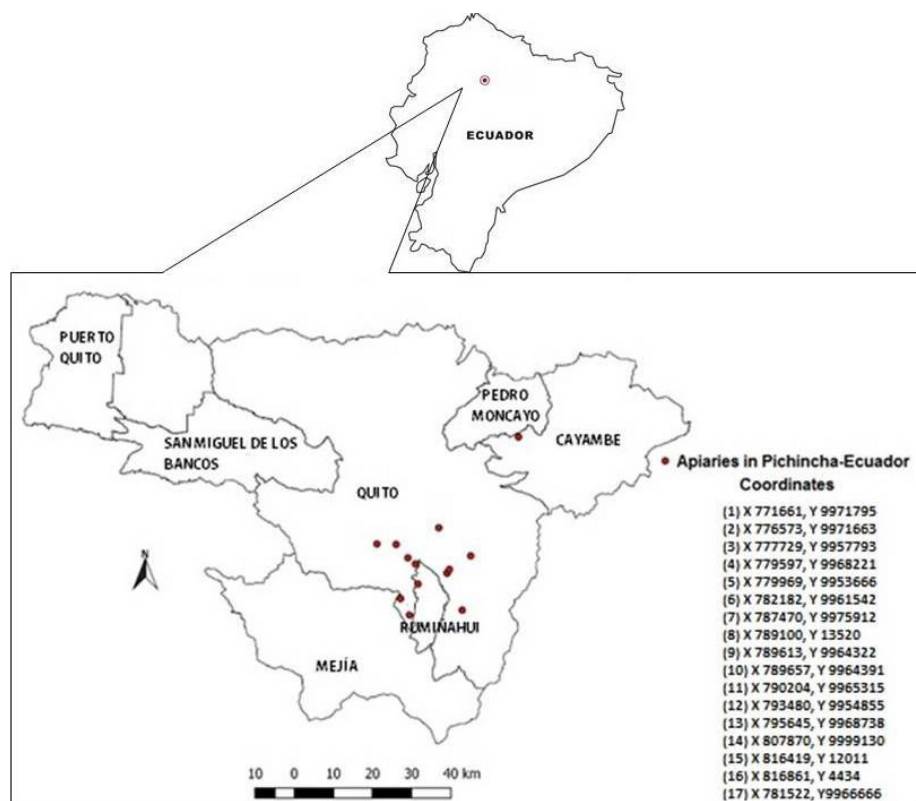 ECUADOR
PUERTO
QUITO
PEDRO
MONCAYO
SAN MIGUEL DE LOS
BANCOS
CAYAMBE
QUITO
Apiaries in Pichincha-Ecuador
Coordinates
(1) X 771661, Y 9971795
(2) X 776573, Y 9971663
(3) X 777729, Y 9957793
(4) X 779597, Y 9968221
(5) X 779969, Y 9953666
(6) X 782182, Y 9961542
(7) X 787470, Y 9975912
(8) X 789100, Y 13520
(9) X 789613, Y 9964322
(10) X 789657, Y 9964391
(11) X 790204, Y 9965315
(12) X 793480, Y 9954855
(13) X 795645, Y 9968738
(14) X 807870, Y 9999130
(15) X 816419, Y 12011
(16) X 816861, Y 4434
(17) X 781522, Y9966666
N
RUMIÑAHUI
MEJÍA
10 0 10 20 30 40 km